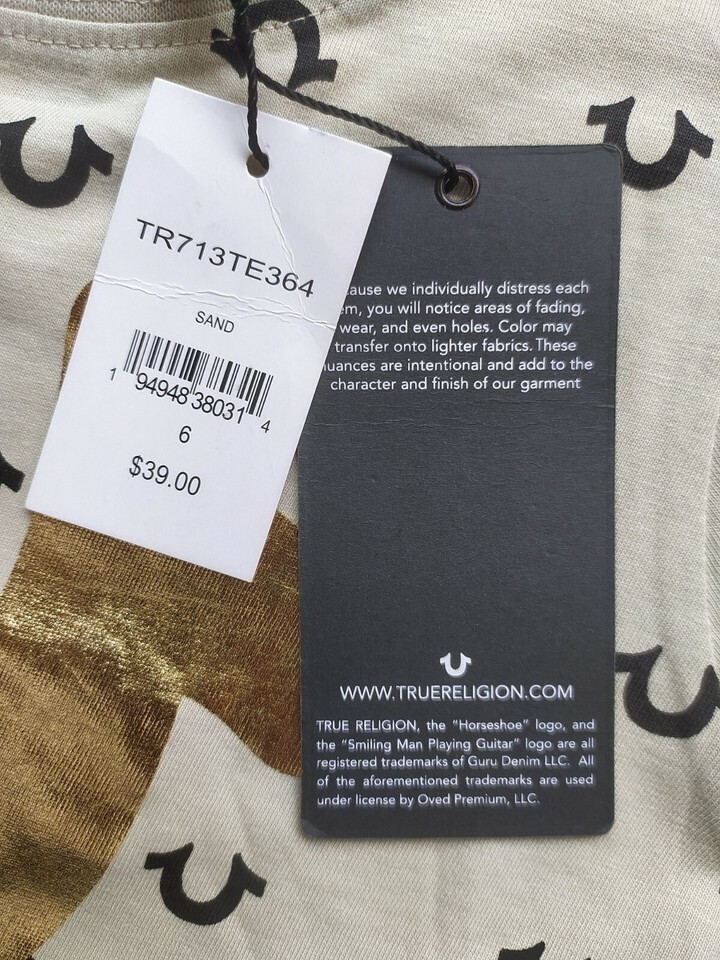 TR713TE364
SAND
1 94948 38031 4
6
$39.00
we individually distress each
you will notice areas of fading,
wear, and even holes. Color may
transfer onto lighter fabrics. These
are intentional and add to the
character and finish of our garment
WWW.TRUERELIGION.COM
TRUE RELIGION, the "Horseshoe" logo, and
the "Smiling Man Playing Guitar" logo are all
registered trademarks of Guru Denim LLC. All
of the aforementioned trademarks are used
under license by Oved Premium, LLC.